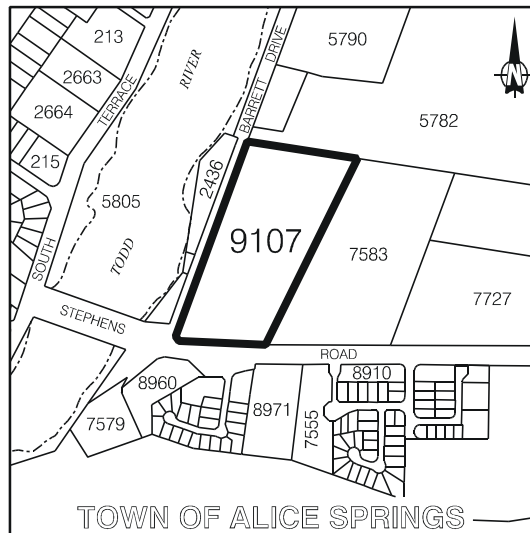 213
5790
2663
RIVER
BARRETT DRIVE
N
2664
TERRACE
5782
215
2436
5805
9107
7583
TODD
SOUTH
7727
STEPHENS
ROAD
8960
8910
7579
8971
7555
TOWN OF ALICE SPRINGS